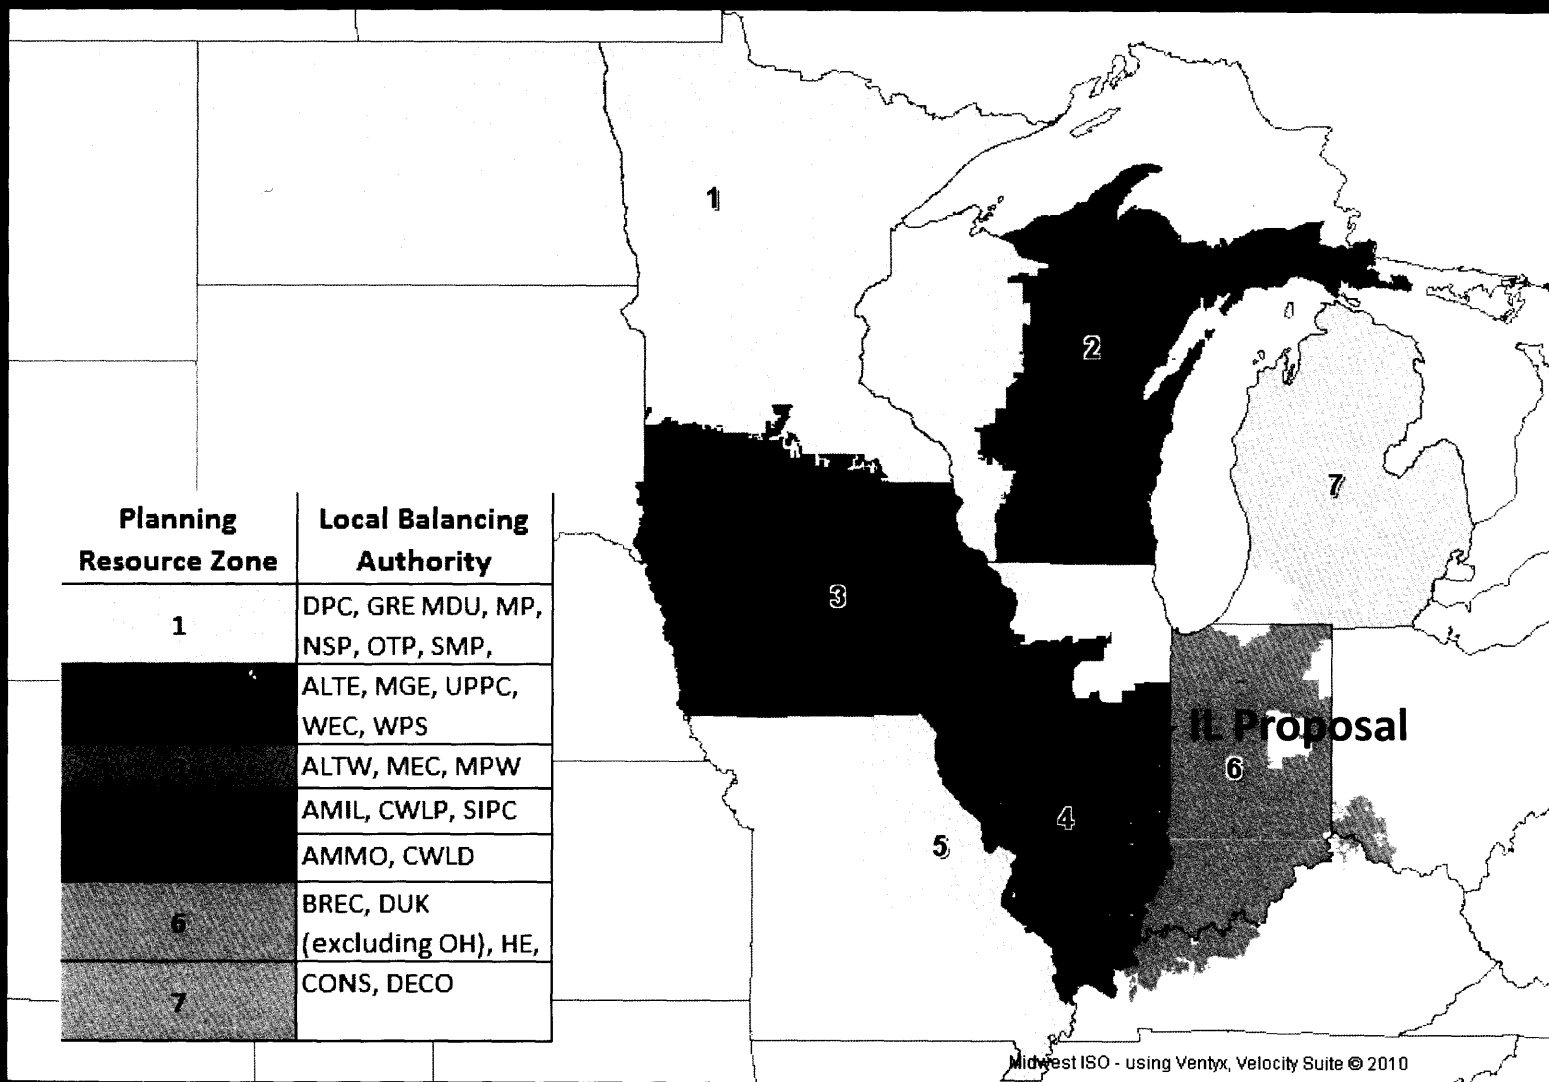 1
2
7
3
IL Proposal
6
4
5
Planning Resource Zone
Local Balancing Authority
1
DPC, GRE MDU, MP,
NSP, OTP, SMP,
ALTE, MGE, UPPC,
WEC, WPS
ALTW, MEC, MPW
AMIL, CWLP, SIPC
AMMO, CWLD
6
BREC, DUK
(excluding OH), HE,
7
CONS, DECO
Midwest ISO - using Ventyx, Velocity Suite © 2010